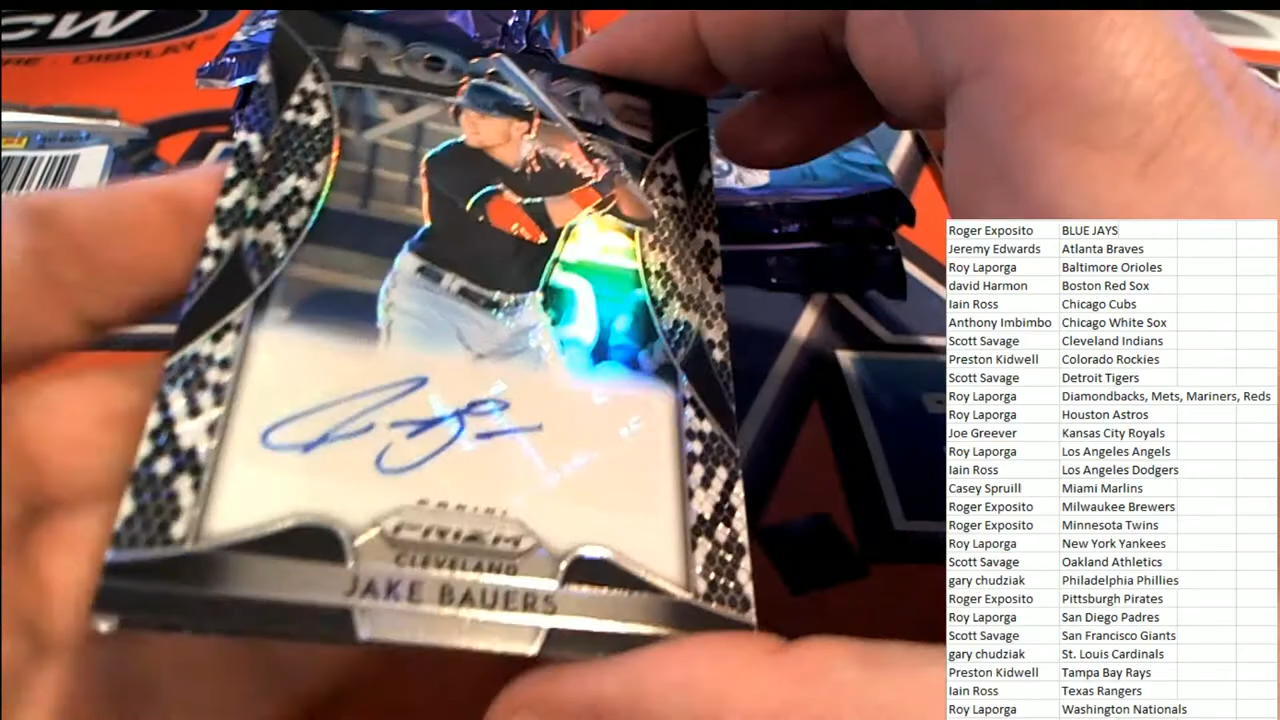 CW
RE · DISPLAY
PANINI
PRIZM
CLEVELAND
JAKE BAUERS
Roger Exposito BLUE JAYS
Jeremy Edwards Atlanta Braves
Roy Laporga Baltimore Orioles
david Harmon Boston Red Sox
Iain Ross Chicago Cubs
Anthony Imbimbo Chicago White Sox
Scott Savage Cleveland Indians
Preston Kidwell Colorado Rockies
Scott Savage Detroit Tigers
Roy Laporga Diamondbacks, Mets, Mariners, Reds
Roy Laporga Houston Astros
Joe Greever Kansas City Royals
Roy Laporga Los Angeles Angels
Iain Ross Los Angeles Dodgers
Casey Spruill Miami Marlins
Roger Exposito Milwaukee Brewers
Roger Exposito Minnesota Twins
Roy Laporga New York Yankees
Scott Savage Oakland Athletics
gary chudziak Philadelphia Phillies
Roger Exposito Pittsburgh Pirates
Roy Laporga San Diego Padres
Scott Savage San Francisco Giants
gary chudziak St. Louis Cardinals
Preston Kidwell Tampa Bay Rays
Iain Ross Texas Rangers
Roy Laporga Washington Nationals